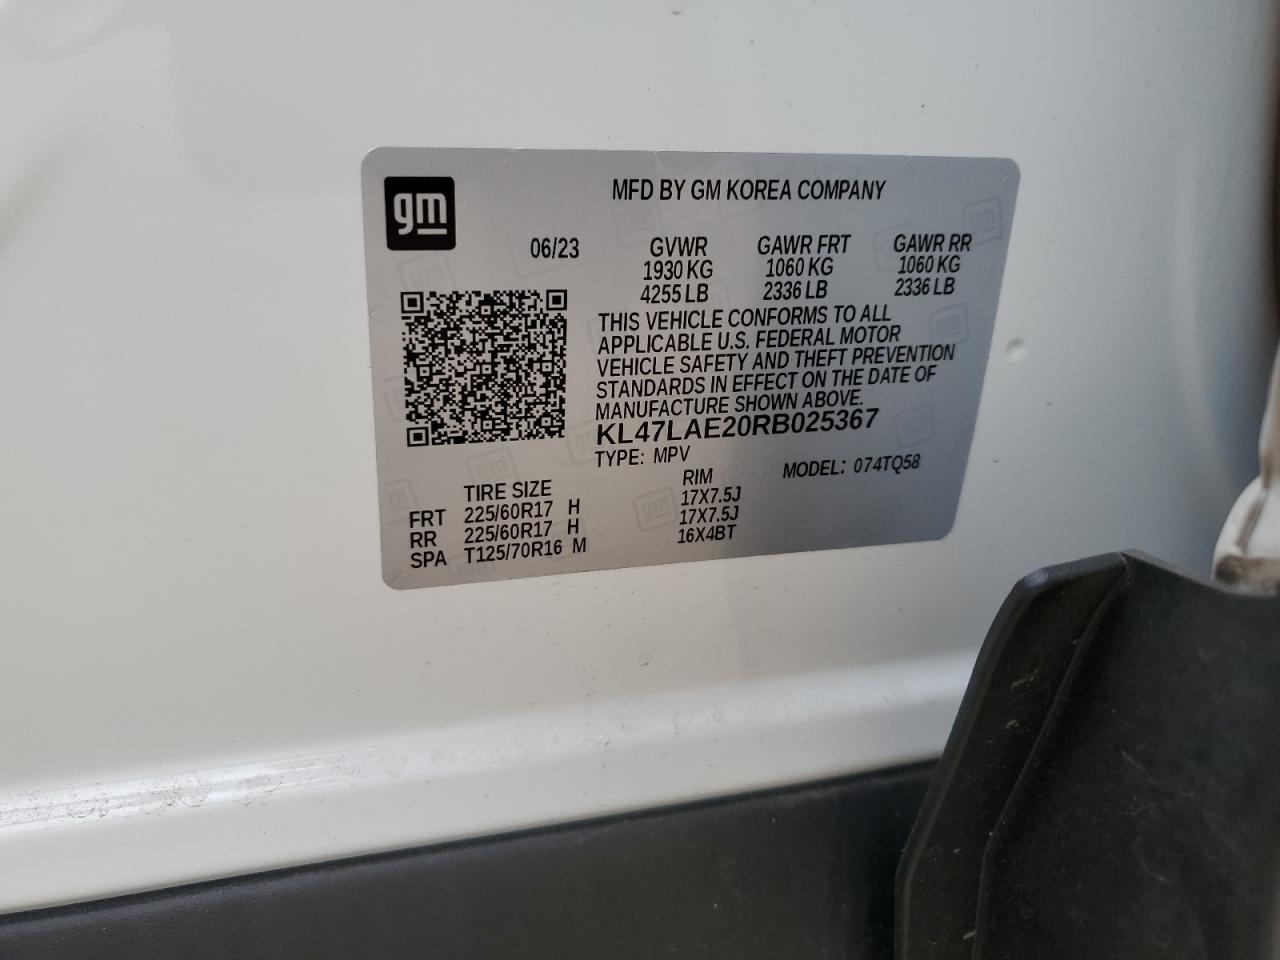 gm
MFD BY GM KOREA COMPANY
06/23 GVWR GAWR FRT GAWR RR
1930 KG 1060 KG 1060 KG
4255 LB 2336 LB 2336 LB
THIS VEHICLE CONFORMS TO ALL
APPLICABLE U.S. FEDERAL MOTOR
VEHICLE SAFETY AND THEFT PREVENTION
STANDARDS IN EFFECT ON THE DATE OF
MANUFACTURE SHOWN ABOVE.
KL47LAE20RB025367
TYPE: MPV MODEL: 074TQ58
TIRE SIZE RIM
FRT 225/60R17 H 17X7.5J
RR 225/60R17 H 17X7.5J
SPA T125/70R16 M 16X4BT